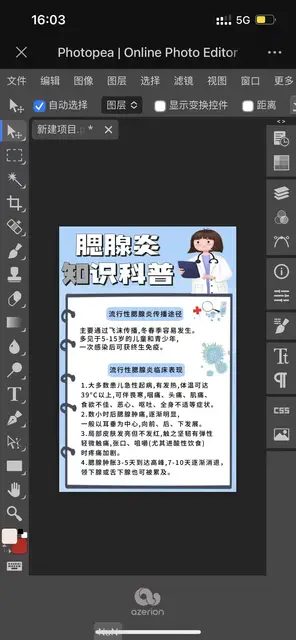 16:03
5G
Photopea | Online Photo Editor
文件 编辑 图像 图层 选择 滤镜 视图 窗口 更多
自动选择 图层 显示变换控件 距离
新建项目. *
< >
腮腺炎
知识科普
流行性腮腺炎传播途径
主要通过飞沫传播,冬春季容易发生。
多见于5-15岁的儿童和青少年,
一次感染后可获终生免疫。
流行性腮腺炎临床表现
1.大多数患儿急性起病,有发热,体温可达
39℃以上,可伴畏寒,咽痛、头痛、肌痛、
食欲不佳、恶心、呕吐、全身不适等症状。
2.数小时后腮腺肿痛,逐渐明显,
一般以耳垂为中心,向前、后、下发展。
3.局部皮肤发亮但不发红,触之坚韧有弹性
轻微触痛,张口、咀嚼(尤其进酸性饮食)
时疼痛加剧。
4.腮腺肿胀3-5天到达高峰,7-10天逐渐消退。
颌下腺或舌下腺也可被累及。
CSS
azerion
NaN